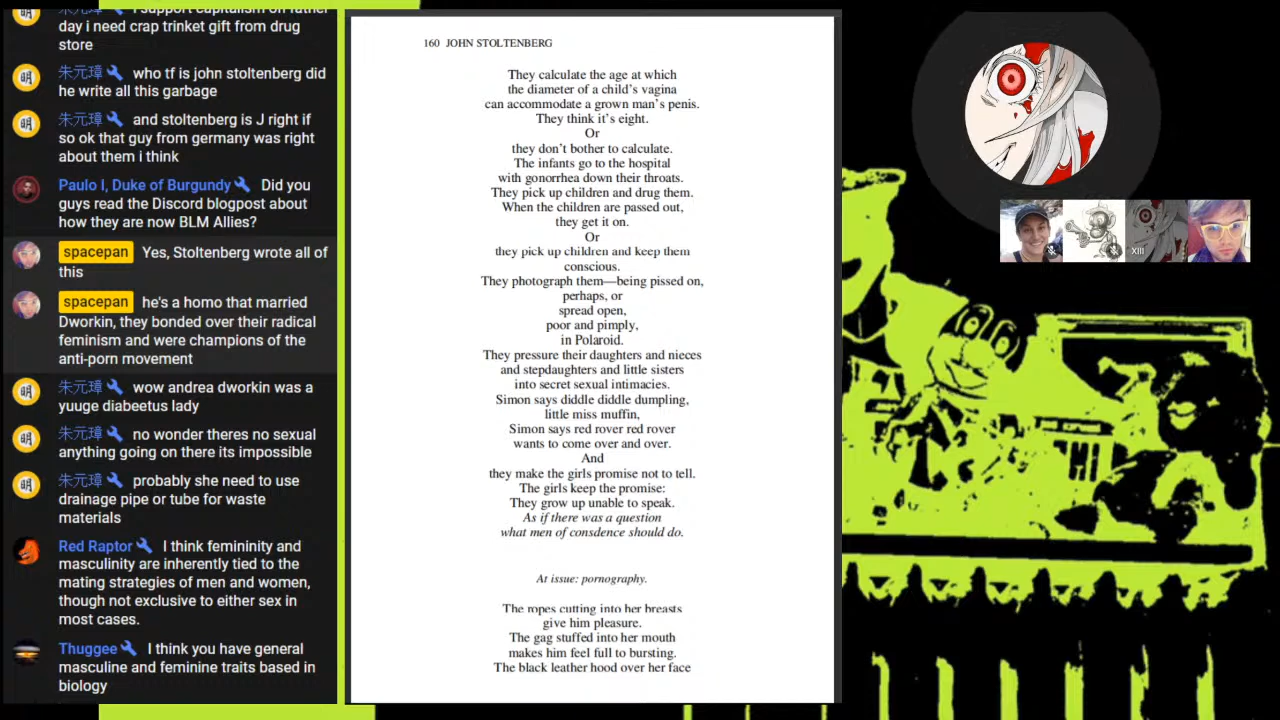 day i need crap trinket gift from drug
store
朱元璋 who tf is john stoltenberg did
he write all this garbage
朱元璋 and stoltenberg is J right if
so ok that guy from germany was right
about them i think
Paulo I, Duke of Burgundy Did you
guys read the Discord blogpost about
how they are now BLM Allies?
spacepan Yes, Stoltenberg wrote all of
this
spacepan he's a homo that married
Dworkin, they bonded over their radical
feminism and were champions of the
anti-porn movement
朱元璋 wow andrea dworkin was a
yuuge diabeetus lady
朱元璋 no wonder theres no sexual
anything going on there its impossible
朱元璋 probably she need to use
drainage pipe or tube for waste
materials
Red Raptor I think femininity and
masculinity are inherently tied to the
mating strategies of men and women,
though not exclusive to either sex in
most cases.
Thuggee I think you have general
masculine and feminine traits based in
biology
160 JOHN STOLTENBERG
They calculate the age at which
the diameter of a child's vagina
can accommodate a grown man's penis.
They think it's eight.
Or
they don't bother to calculate.
The infants go to the hospital
with gonorrhea down their throats.
They pick up children and drug them.
When the children are passed out,
they get it on.
Or
they pick up children and keep them
conscious.
They photograph them—being pissed on,
perhaps, or
spread open,
poor and pimply,
in Polaroid.
They pressure their daughters and nieces
and stepdaughters and little sisters
into secret sexual intimacies.
Simon says diddle diddle dumpling,
little miss muffin,
Simon says red rover red rover
wants to come over and over.
And
they make the girls promise not to tell.
The girls keep the promise:
They grow up unable to speak.
As if there was a question
what men of consdence should do.
At issue: pornography.
The ropes cutting into her breasts
give him pleasure.
The gag stuffed into her mouth
makes him feel full to bursting.
The black leather hood over her face
XIII